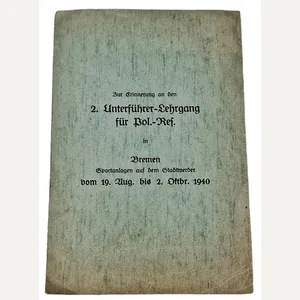 Zur Erinnerung an den
2. Unterführer-Lehrgang
für Pol.-Res.
in
Bremen
Sportanlagen auf dem Stadtwerder
vom 19. Aug. bis 2. Oktbr. 1940